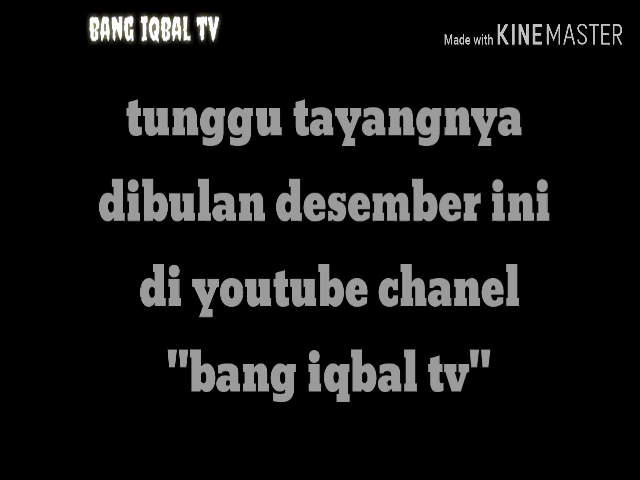 BANG IQBAL TV
Made with KINEMASTER
tunggu tayangnya
dibulan desember ini
di youtube chanel
"bang iqbal tv"